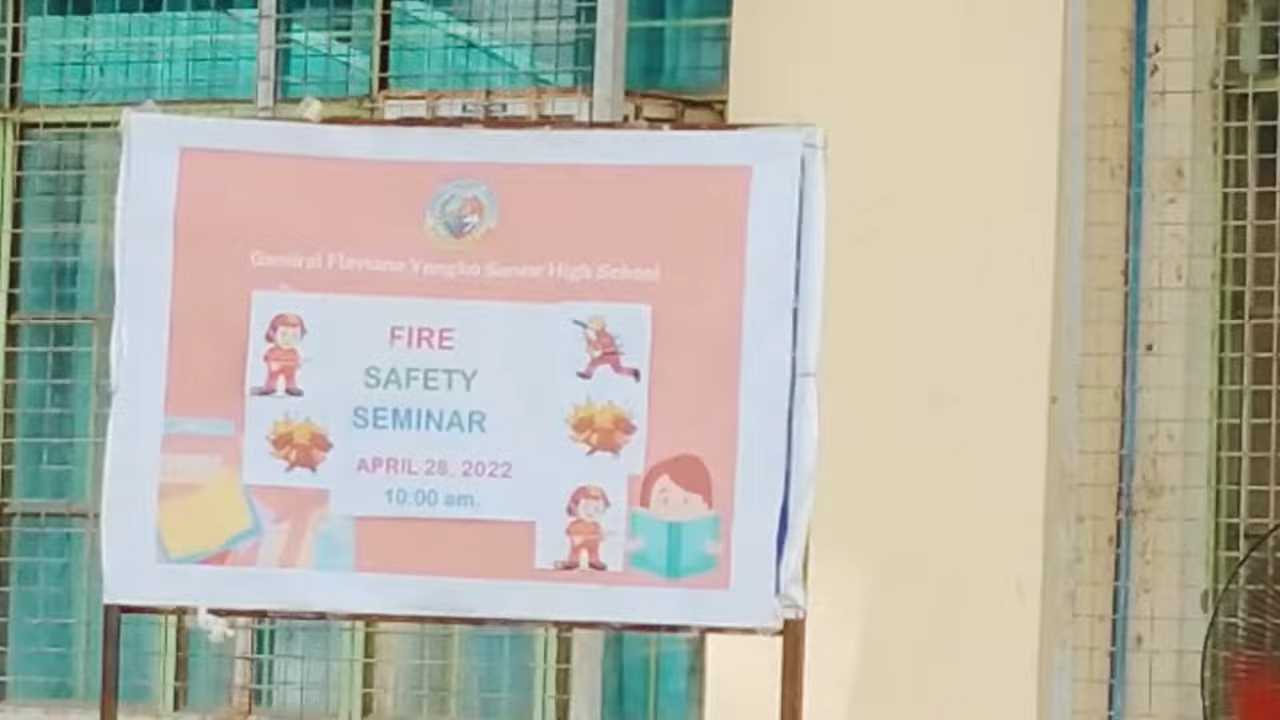 General Flaviano Yengko Senior High School
FIRE
SAFETY
SEMINAR
APRIL 28, 2022
10:00 am.